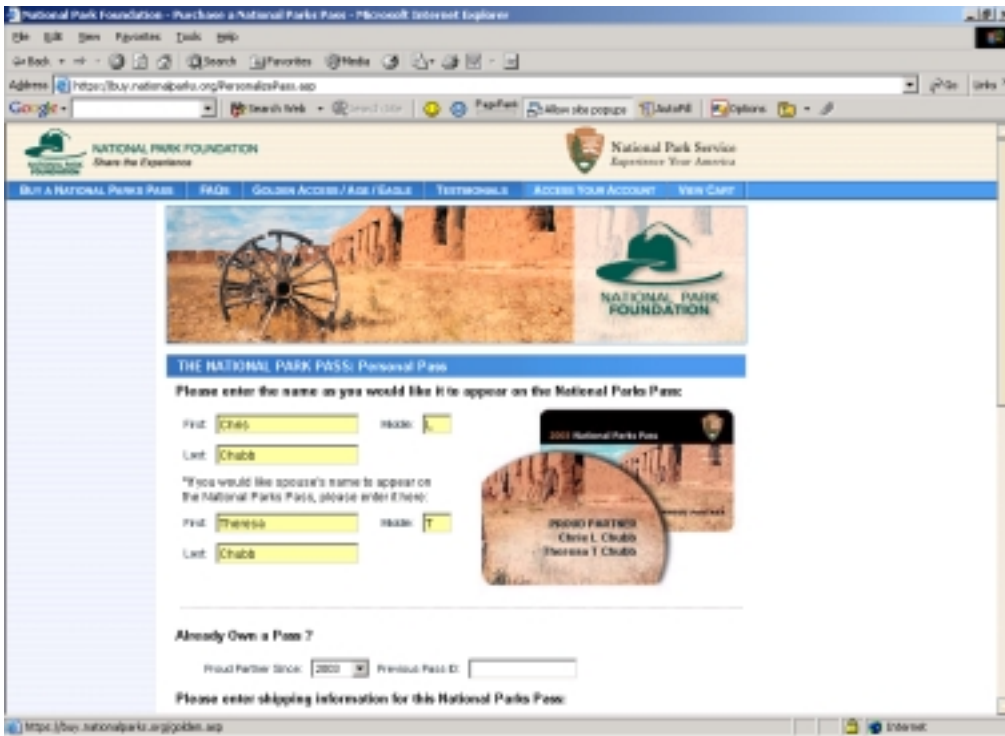 National Park Foundation - Purchase a National Parks Pass - Microsoft Internet Explorer
File Edit View Favorites Tools Help
Back Search Favorites Media
Address https://buy.nationalparks.org/PersonalizePass.asp Go Links
Google Search Web PageRank Allow site popups AutoFill Options
NATIONAL PARK FOUNDATION
Share the Experience
National Park Service
Experience Your America
BUY A NATIONAL PARKS PASS FAQS GOLDEN ACCESS / AGE / EAGLE TESTIMONIALS ACCESS YOUR ACCOUNT VIEW CART
NATIONAL PARK
FOUNDATION
THE NATIONAL PARK PASS: Personal Pass
Please enter the name as you would like it to appear on the National Parks Pass:
First: Chris Middle: L
Last: Chubb
*If you would like spouse's name to appear on
the National Parks Pass, please enter it here:
First: Theresa Middle: T
Last: Chubb
2003 National Parks Pass
PROUD PARTNER
PROUD PARTNER
Chris L Chubb
Theresa T Chubb
Already Own a Pass ?
Proud Partner Since: 2003 Previous Pass ID:
Please enter shipping information for this National Parks Pass:
https://buy.nationalparks.org/golden.asp Internet